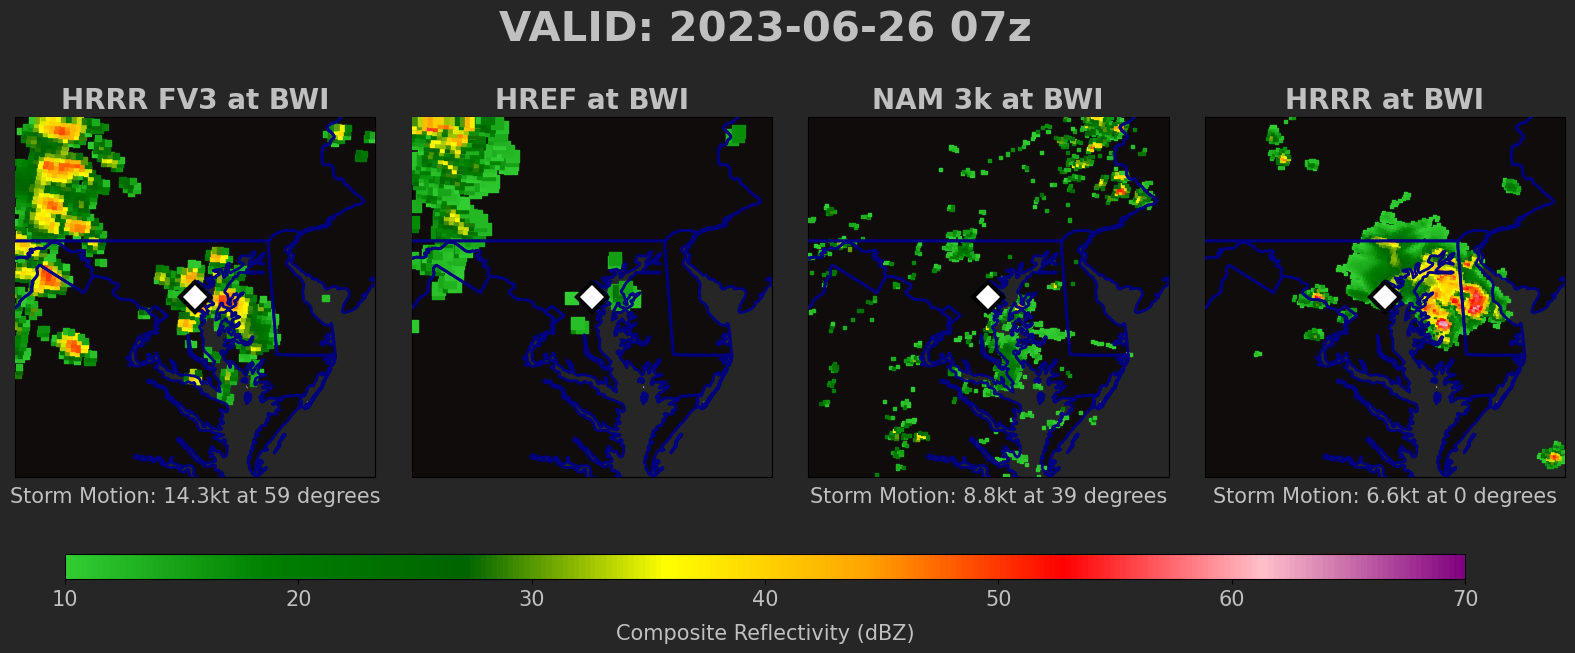 VALID: 2023-06-26 07z
HRRR FV3 at BWI
HREF at BWI
NAM 3k at BWI
HRRR at BWI
Storm Motion: 14.3kt at 59 degrees
Storm Motion: 8.8kt at 39 degrees
Storm Motion: 6.6kt at 0 degrees
10 20 30 40 50 60 70
Composite Reflectivity (dBZ)